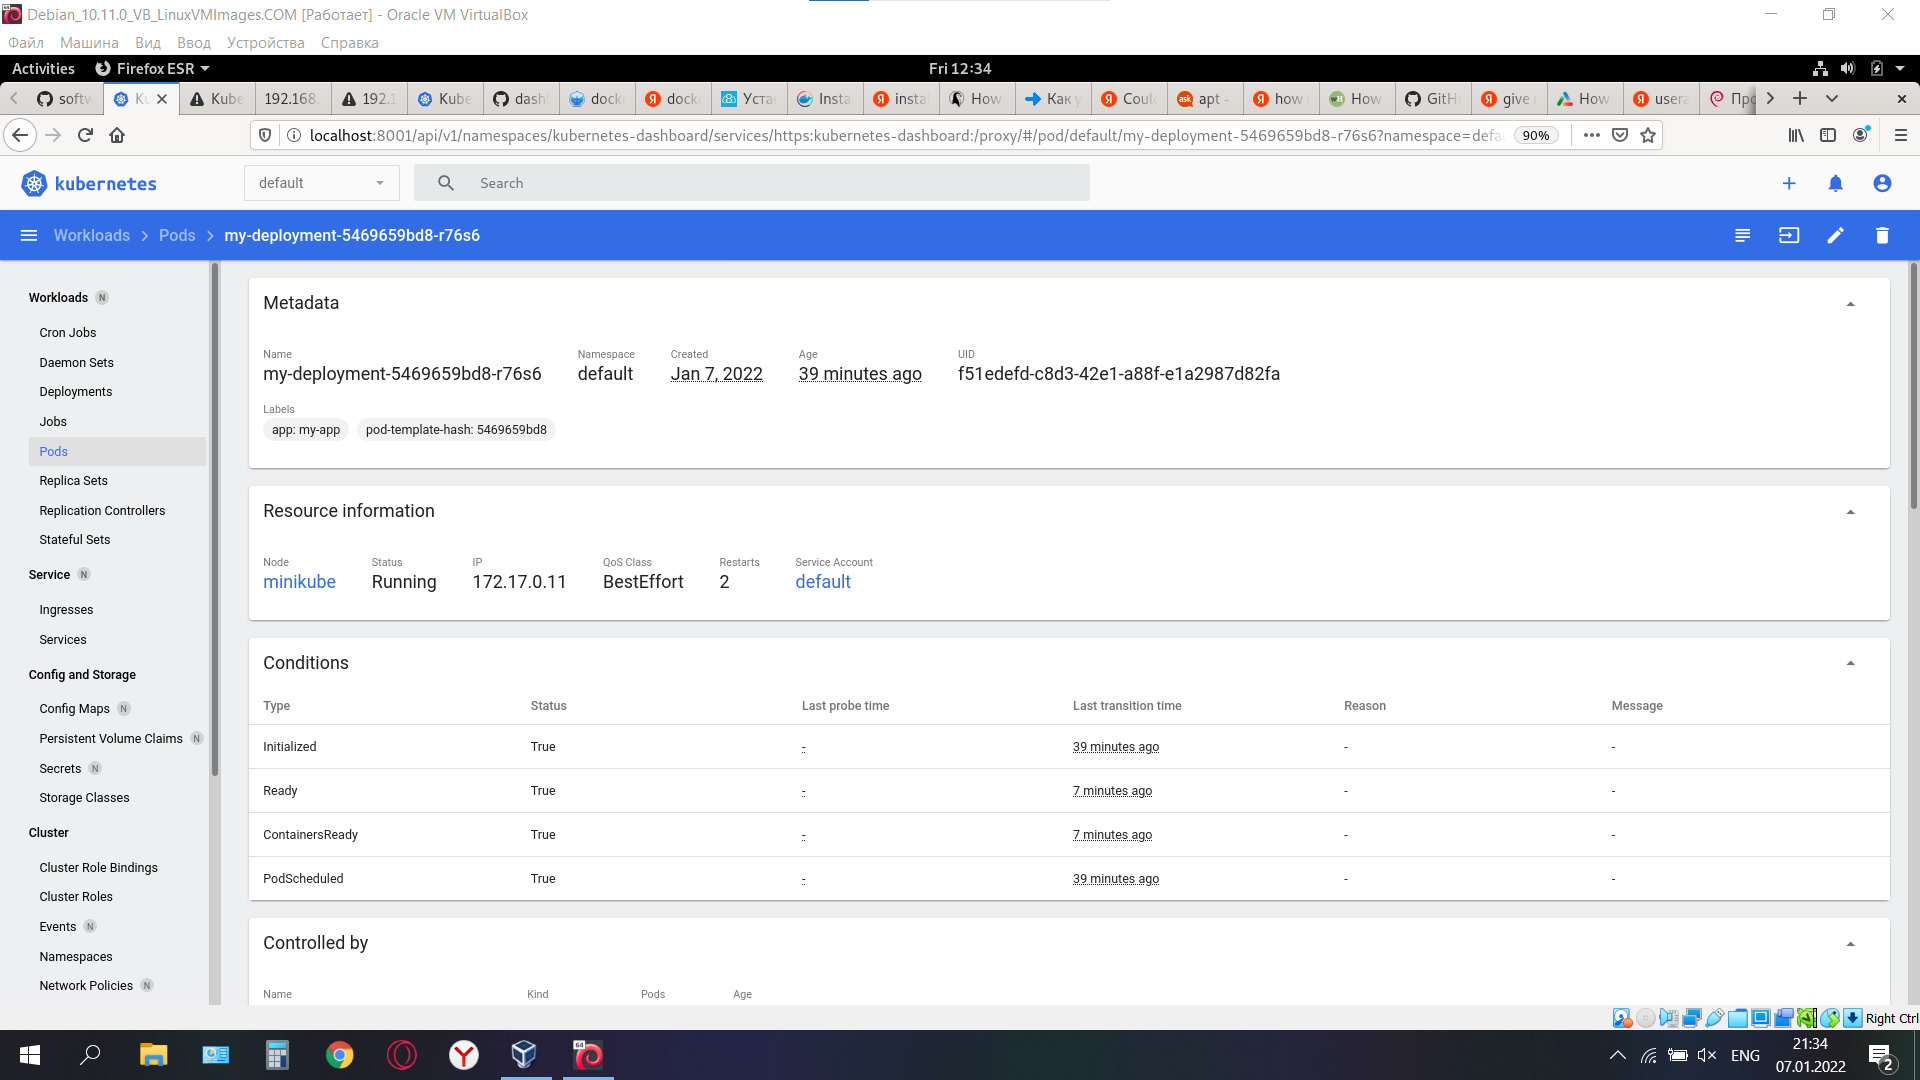 Debian_10.11.0_VB_LinuxVMImages.COM [Работает] - Oracle VM VirtualBox
Файл Машина Вид Ввод Устройства Справка
Activities Firefox ESR Fri 12:34
softw Ku Kube 192.168. 192.1 Kube dashl docke docke Уста Insta instal How Как у Coul apt - how How GitHu give How usera Про
localhost:8001/api/v1/namespaces/kubernetes-dashboard/services/https:kubernetes-dashboard:/proxy/#/pod/default/my-deployment-5469659bd8-r76s6?namespace=defau 90%
kubernetes default Search
Workloads Pods my-deployment-5469659bd8-r76s6
Workloads N
Cron Jobs
Daemon Sets
Deployments
Jobs
Pods
Replica Sets
Replication Controllers
Stateful Sets
Service N
Ingresses
Services
Config and Storage
Config Maps N
Persistent Volume Claims N
Secrets N
Storage Classes
Cluster
Cluster Role Bindings
Cluster Roles
Events N
Namespaces
Network Policies N
Metadata
Name Namespace Created Age UID
my-deployment-5469659bd8-r76s6 default Jan 7, 2022 39 minutes ago f51edefd-c8d3-42e1-a88f-e1a2987d82fa
Labels
app: my-app pod-template-hash: 5469659bd8
Resource information
Node Status IP QoS Class Restarts Service Account
minikube Running 172.17.0.11 BestEffort 2 default
Conditions
Type Status Last probe time Last transition time Reason Message
Initialized True - 39 minutes ago - -
Ready True - 7 minutes ago - -
ContainersReady True - 7 minutes ago - -
PodScheduled True - 39 minutes ago - -
Controlled by
Name Kind Pods Age
Right Ctrl
ENG 21:34
07.01.2022
2